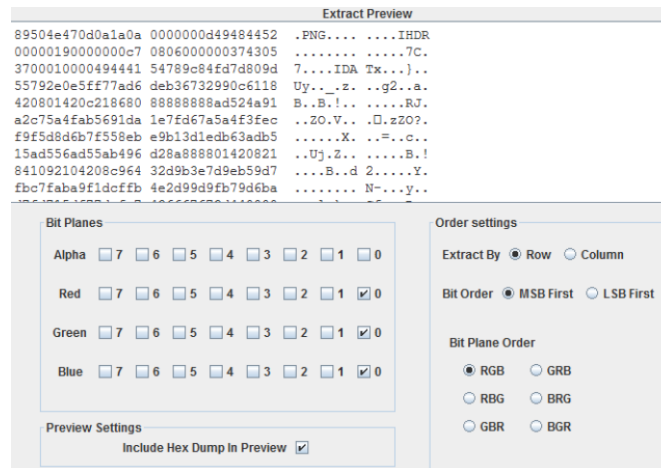 Extract Preview
89504e470d0a1a0a 0000000d49484452 .PNG.... ....IHDR
00000190000000c7 0806000000374305 ........ .....7C.
3700010000494441 54789c84fd7d809d 7....IDA Tx...}..
55792e0e5ff77ad6 deb36732990c6118 Uy.._.z. ..g2..a.
420801420c218680 88888888ad524a91 B..B.!.. .....RJ.
a2c75a4fab5691da 1e7fd67a5a4f3fec ..ZO.V.. .□.zZO?.
f9f5d8d6b7f558eb e9b13d1edb63adb5 ......X. ..=..c..
15ad556ad55ab496 d28a888801420821 ..Uj.Z.. .....B.!
841092104208c964 32d9b3e7d9eb59d7 ....B..d 2.....Y.
fbc7faba9f1dcffb 4e2d99d9fb79d6ba ........ N-...y..
Bit Planes
Alpha 7 6 5 4 3 2 1 0
Red 7 6 5 4 3 2 1 0
Green 7 6 5 4 3 2 1 0
Blue 7 6 5 4 3 2 1 0
Preview Settings
Include Hex Dump In Preview
Order settings
Extract By Row Column
Bit Order MSB First LSB First
Bit Plane Order
RGB GRB
RBG BRG
GBR BGR